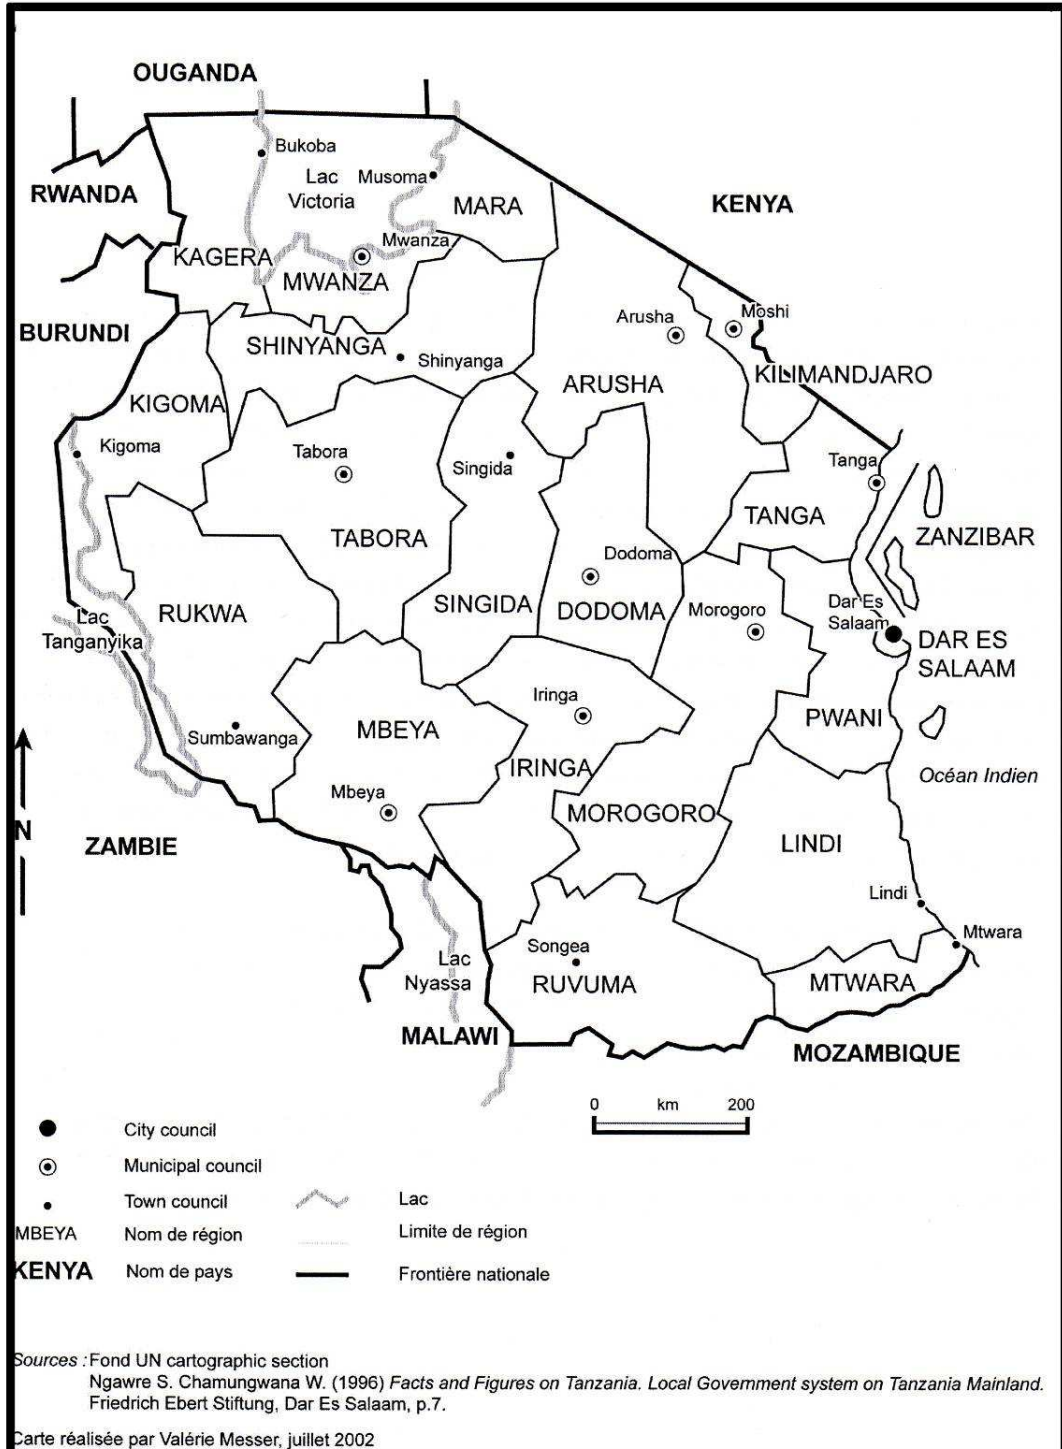 OUGANDA
Bukoba
Lac
Victoria
Musoma
RWANDA
MARA
KENYA
Mwanza
KAGERA
MWANZA
BURUNDI
Arusha
Moshi
SHINYANGA
Shinyanga
KILIMANDJARO
ARUSHA
KIGOMA
Kigoma
Tabora
Singida
Tanga
TANGA
ZANZIBAR
TABORA
Dodoma
RUKWA
SINGIDA
DODOMA
Morogoro
Dar Es
Salaam
Lac
Tanganyika
DAR ES
SALAAM
Iringa
PWANI
Sumbawanga
MBEYA
IRINGA
Océan Indien
Mbeya
MOROGORO
N
ZAMBIE
LINDI
Lindi
Mtwara
Songea
Lac
Nyassa
RUVUMA
MTWARA
MALAWI
MOZAMBIQUE
0 km 200
City council
Municipal council
Town council
Lac
MBEYA Nom de région
Limite de région
KENYA Nom de pays
Frontière nationale
Sources : Fond UN cartographic section
Ngawre S. Chamungwana W. (1996) Facts and Figures on Tanzania. Local Government system on Tanzania Mainland.
Friedrich Ebert Stiftung, Dar Es Salaam, p.7.
Carte réalisée par Valérie Messer, juillet 2002